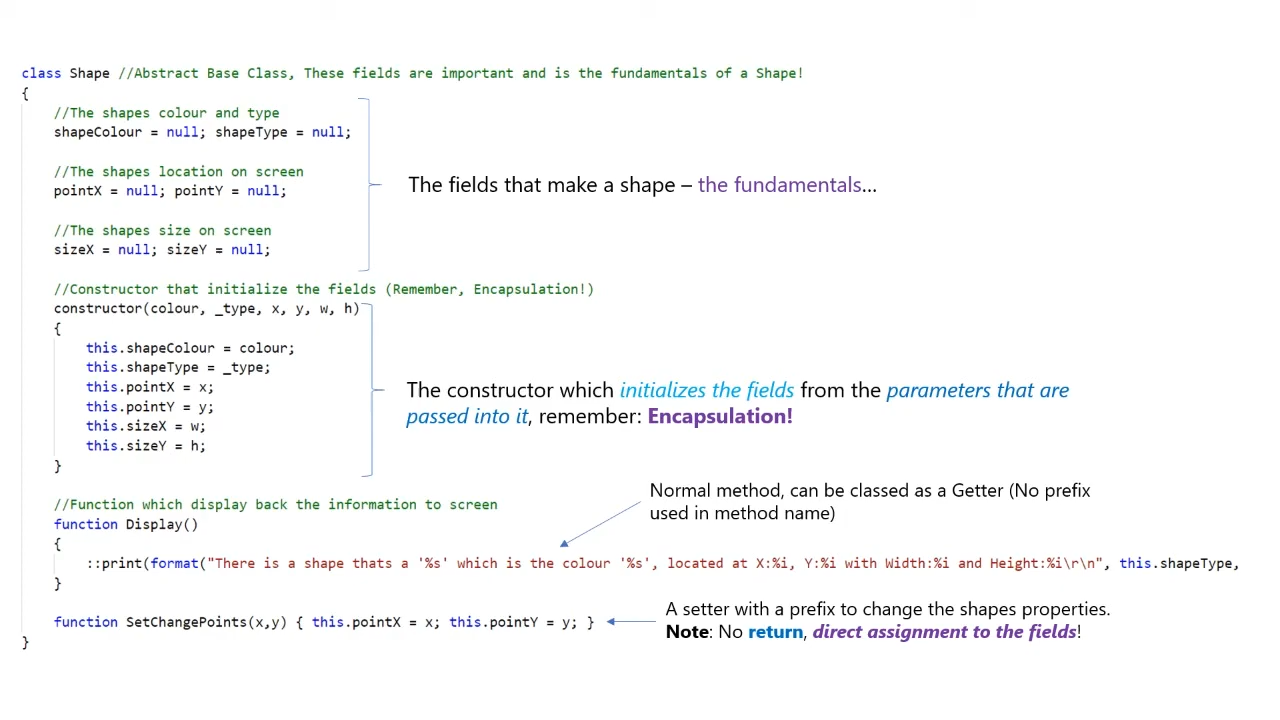 class Shape //Abstract Base Class, These fields are important and is the fundamentals of a Shape!
{
//The shapes colour and type
shapeColour = null; shapeType = null;
//The shapes location on screen
pointX = null; pointY = null;
//The shapes size on screen
sizeX = null; sizeY = null;
The fields that make a shape – the fundamentals...
//Constructor that initialize the fields (Remember, Encapsulation!)
constructor(colour, _type, x, y, w, h)
{
this.shapeColour = colour;
this.shapeType = _type;
this.pointX = x;
this.pointY = y;
this.sizeX = w;
this.sizeY = h;
}
The constructor which initializes the fields from the parameters that are
passed into it, remember: Encapsulation!
//Function which display back the information to screen
function Display()
{
::print(format("There is a shape thats a '%s' which is the colour '%s', located at X:%i, Y:%i with Width:%i and Height:%i\r\n", this.shapeType,
}
Normal method, can be classed as a Getter (No prefix
used in method name)
function SetChangePoints(x,y) { this.pointX = x; this.pointY = y; }
}
A setter with a prefix to change the shapes properties.
Note: No return, direct assignment to the fields!